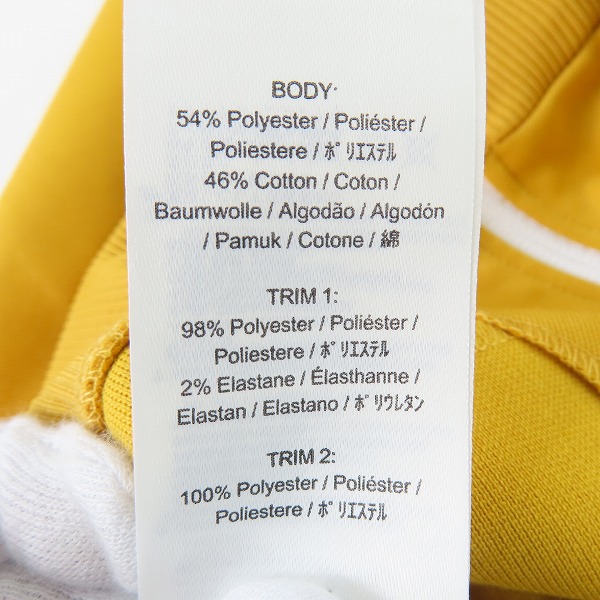 BODY:
54% Polyester / Poliéster /
Poliestere / ﾎﾟﾘｴｽﾃﾙ
46% Cotton / Coton /
Baumwolle / Algodão / Algodón
/ Pamuk / Cotone / 綿
TRIM 1:
98% Polyester / Poliéster /
Poliestere / ﾎﾟﾘｴｽﾃﾙ
2% Elastane / Élasthanne /
Elastan / Elastano / ﾎﾟﾘｳﾚﾀﾝ
TRIM 2:
100% Polyester / Poliéster /
Poliestere / ﾎﾟﾘｴｽﾃﾙ